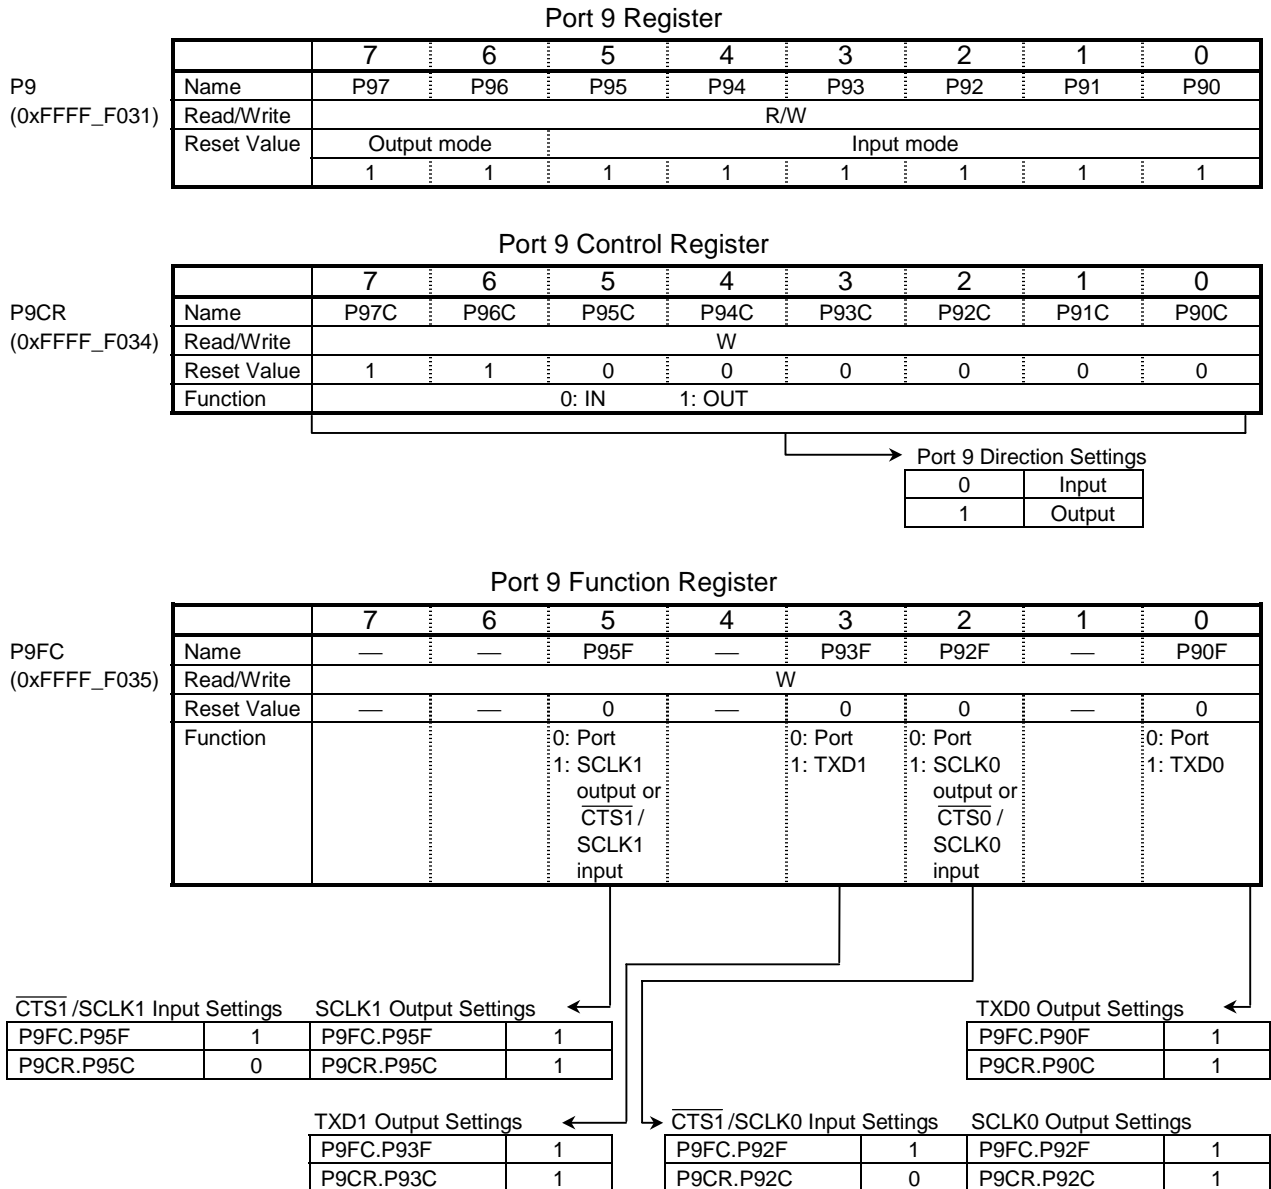 Port 9 Register
7 6 5 4 3 2 1 0
P9 Name P97 P96 P95 P94 P93 P92 P91 P90
(0xFFFF_F031) Read/Write R/W
Reset Value Output mode Input mode
1 1 1 1 1 1 1 1
Port 9 Control Register
7 6 5 4 3 2 1 0
P9CR Name P97C P96C P95C P94C P93C P92C P91C P90C
(0xFFFF_F034) Read/Write W
Reset Value 1 1 0 0 0 0 0 0
Function 0: IN 1: OUT
Port 9 Direction Settings
0 Input
1 Output
Port 9 Function Register
7 6 5 4 3 2 1 0
P9FC Name — — P95F — P93F P92F — P90F
(0xFFFF_F035) Read/Write W
Reset Value — — 0 — 0 0 — 0
Function 0: Port 0: Port 0: Port 0: Port
1: SCLK1 1: TXD1 1: SCLK0 1: TXD0
output or output or
CTS1 / CTS0 /
SCLK1 SCLK0
input input
CTS1 /SCLK1 Input Settings SCLK1 Output Settings TXD0 Output Settings
P9FC.P95F 1 P9FC.P95F 1 P9FC.P90F 1
P9CR.P95C 0 P9CR.P95C 1 P9CR.P90C 1
TXD1 Output Settings CTS1 /SCLK0 Input Settings SCLK0 Output Settings
P9FC.P93F 1 P9FC.P92F 1 P9FC.P92F 1
P9CR.P93C 1 P9CR.P92C 0 P9CR.P92C 1